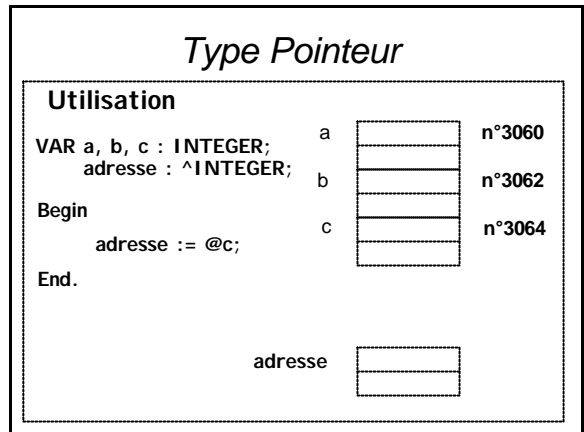 Type Pointeur
Utilisation
VAR a, b, c : INTEGER;
adresse : ^INTEGER;
Begin
adresse := @c;
End.
a n°3060
b n°3062
c n°3064
adresse